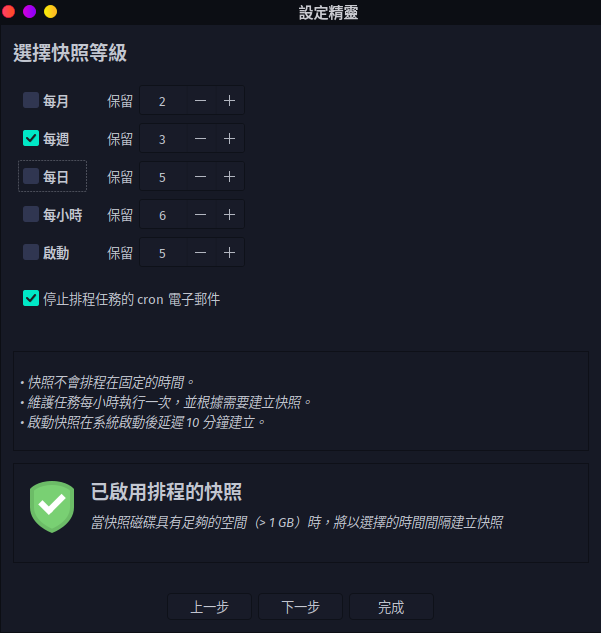 設定精靈
選擇快照等級
每月 保留 2
每週 保留 3
每日 保留 5
每小時 保留 6
啟動 保留 5
停止排程任務的 cron 電子郵件
• 快照不會排程在固定的時間。
• 維護任務每小時執行一次，並根據需要建立快照。
• 啟動快照在系統啟動後延遲 10 分鐘建立。
已啟用排程的快照
當快照磁碟具有足夠的空間（> 1 GB）時，將以選擇的時間間隔建立快照
上一步 下一步 完成